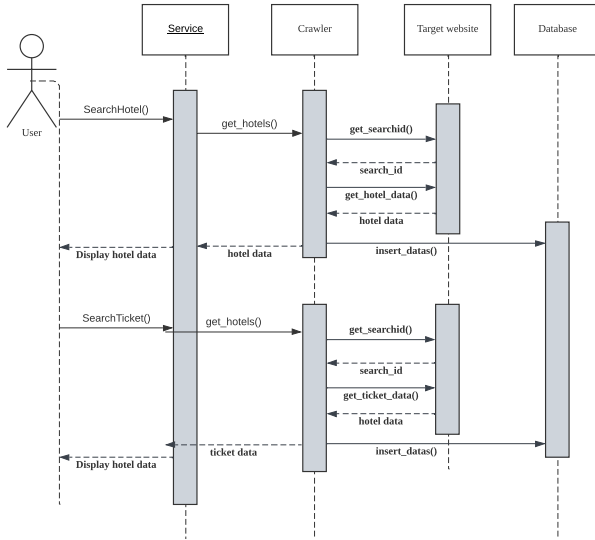 Service
Crawler
Target website
Database
User
SearchHotel()
get_hotels()
get_searchid()
search_id
get_hotel_data()
hotel data
insert_datas()
hotel data
Display hotel data
SearchTicket()
get_hotels()
get_searchid()
search_id
get_ticket_data()
hotel data
insert_datas()
ticket data
Display hotel data